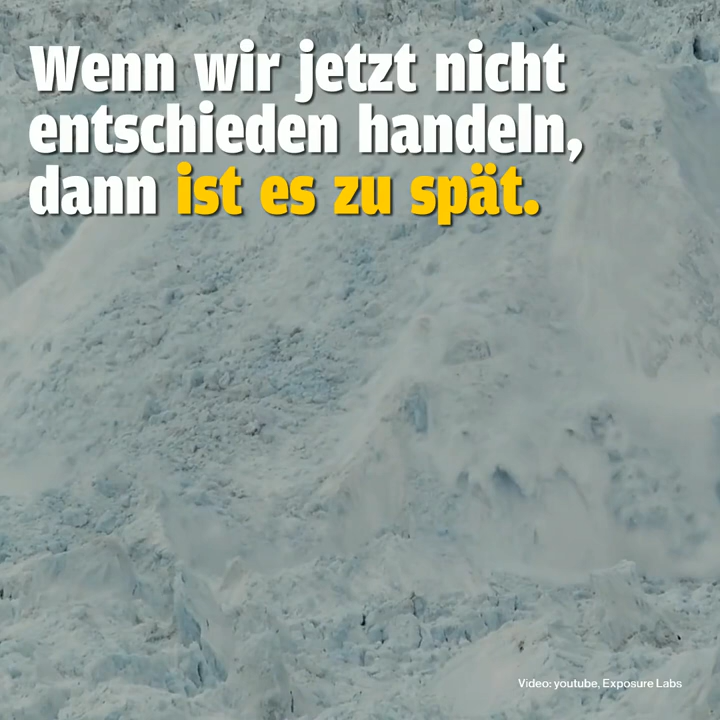 Wenn wir jetzt nicht
entschieden handeln,
dann ist es zu spät.
Video: youtube, Exposure Labs